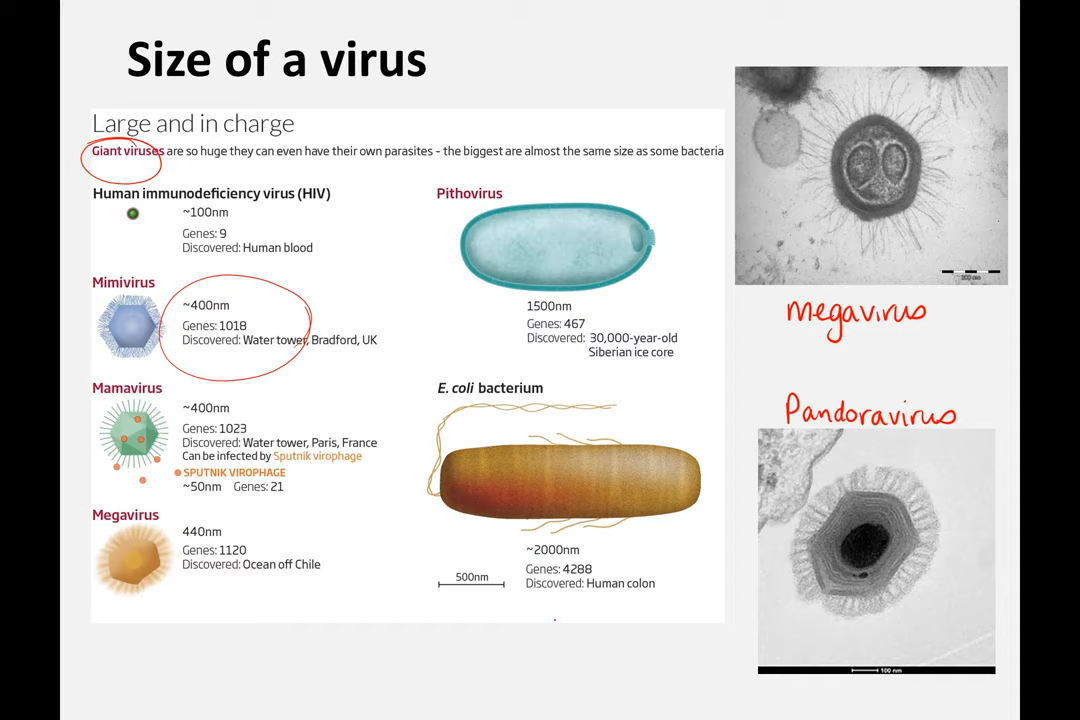 Size of a virus
Large and in charge
Giant viruses are so huge they can even have their own parasites – the biggest are almost the same size as some bacteria
Human immunodeficiency virus (HIV)
~100nm
Genes: 9
Discovered: Human blood
Mimivirus
~400nm
Genes: 1018
Discovered: Water tower, Bradford, UK
Mamavirus
~400nm
Genes: 1023
Discovered: Water tower, Paris, France
Can be infected by Sputnik virophage
SPUTNIK VIROPHAGE
~50nm Genes: 21
Megavirus
440nm
Genes: 1120
Discovered: Ocean off Chile
Pithovirus
1500nm
Genes: 467
Discovered: 30,000-year-old
Siberian ice core
E. coli bacterium
~2000nm
Genes: 4288
Discovered: Human colon
500nm
megavirus
Pandoravirus
100 nm